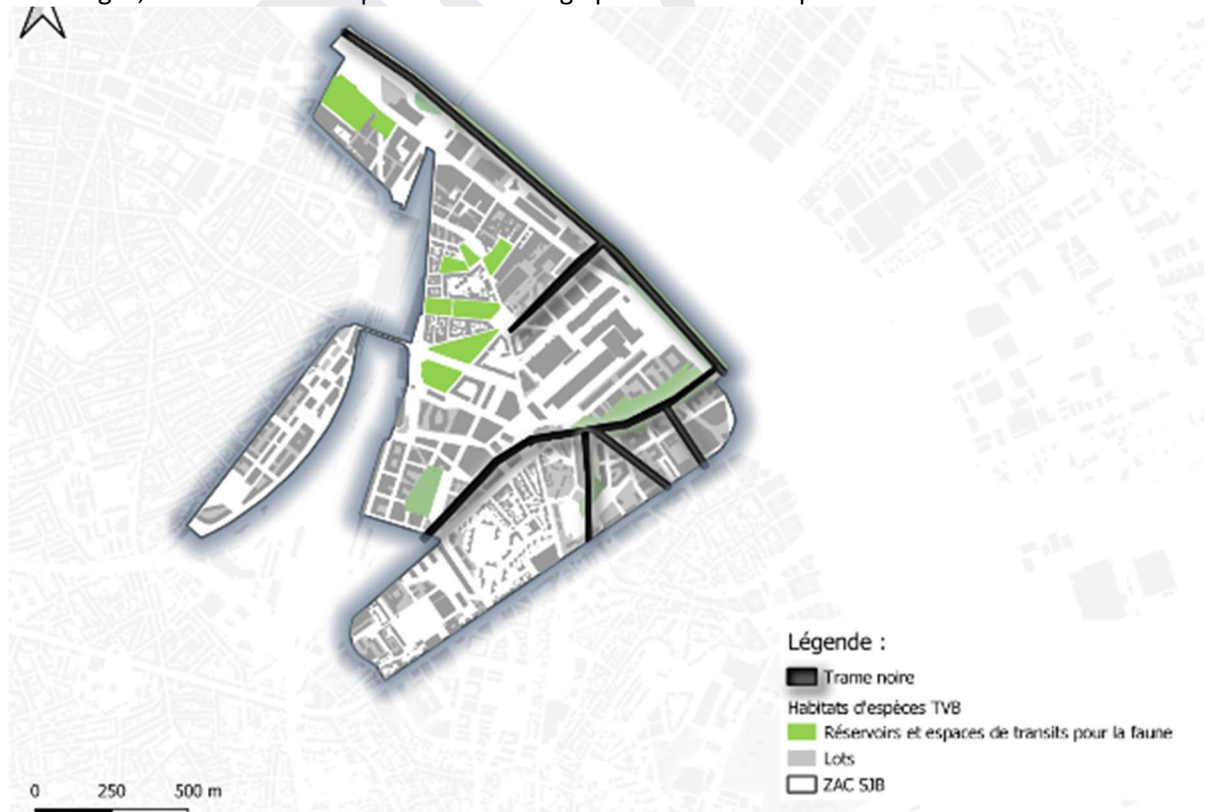 Légende :
Trame noire
Habitats d'espèces TVB
Réservoirs et espaces de transits pour la faune
Lots
ZAC SJB
0 250 500 m